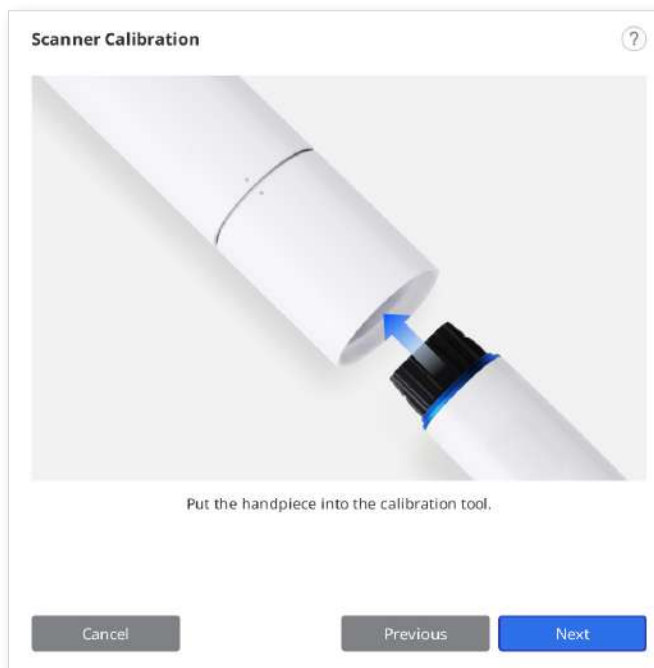 Scanner Calibration
?
Put the handpiece into the calibration tool.
Cancel
Previous
Next